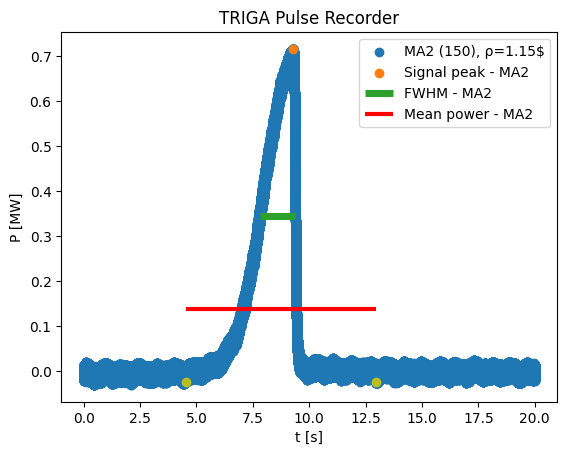 TRIGA Pulse Recorder
MA2 (150), ρ=1.15$
Signal peak - MA2
FWHM - MA2
Mean power - MA2
P [MW]
0.7
0.6
0.5
0.4
0.3
0.2
0.1
0.0
0.0 2.5 5.0 7.5 10.0 12.5 15.0 17.5 20.0
t [s]